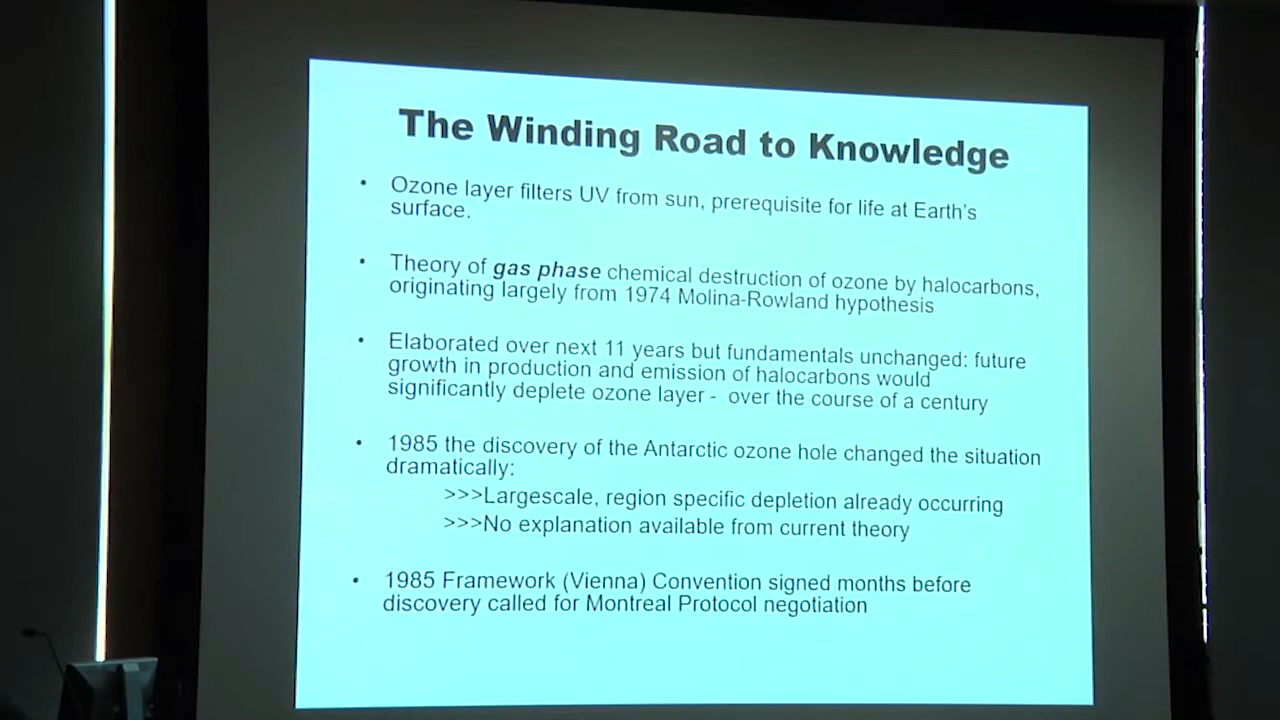 The Winding Road to Knowledge
• Ozone layer filters UV from sun, prerequisite for life at Earth's
surface.
• Theory of gas phase chemical destruction of ozone by halocarbons,
originating largely from 1974 Molina-Rowland hypothesis
• Elaborated over next 11 years but fundamentals unchanged: future
growth in production and emission of halocarbons would
significantly deplete ozone layer - over the course of a century
• 1985 the discovery of the Antarctic ozone hole changed the situation
dramatically:
>>>Largescale, region specific depletion already occurring
>>>No explanation available from current theory
• 1985 Framework (Vienna) Convention signed months before
discovery called for Montreal Protocol negotiation